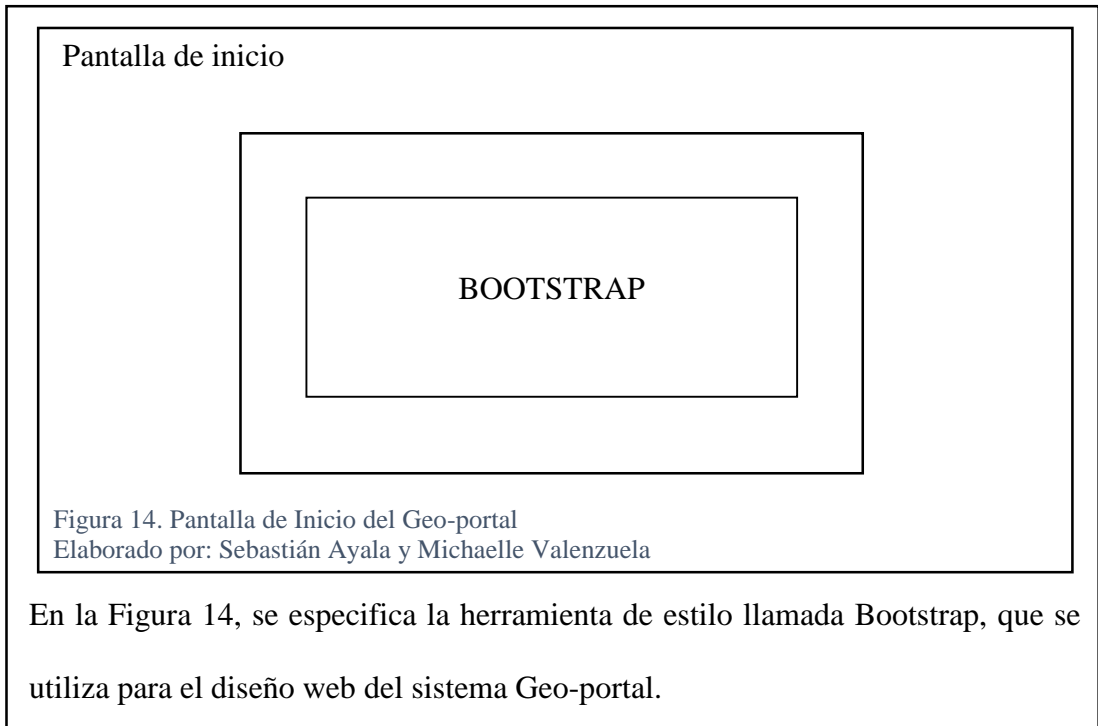 Pantalla de inicio
BOOTSTRAP
Figura 14. Pantalla de Inicio del Geo-portal
Elaborado por: Sebastián Ayala y Michaelle Valenzuela
En la Figura 14, se especifica la herramienta de estilo llamada Bootstrap, que se
utiliza para el diseño web del sistema Geo-portal.